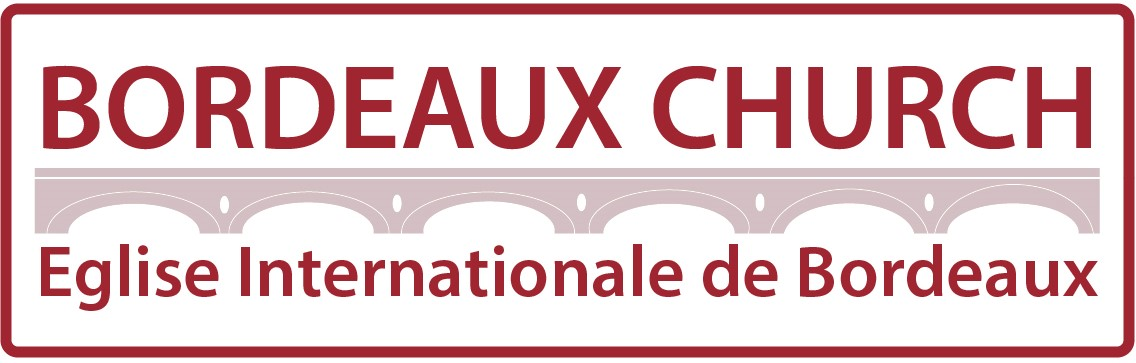 BORDEAUX CHURCH
Eglise Internationale de Bordeaux